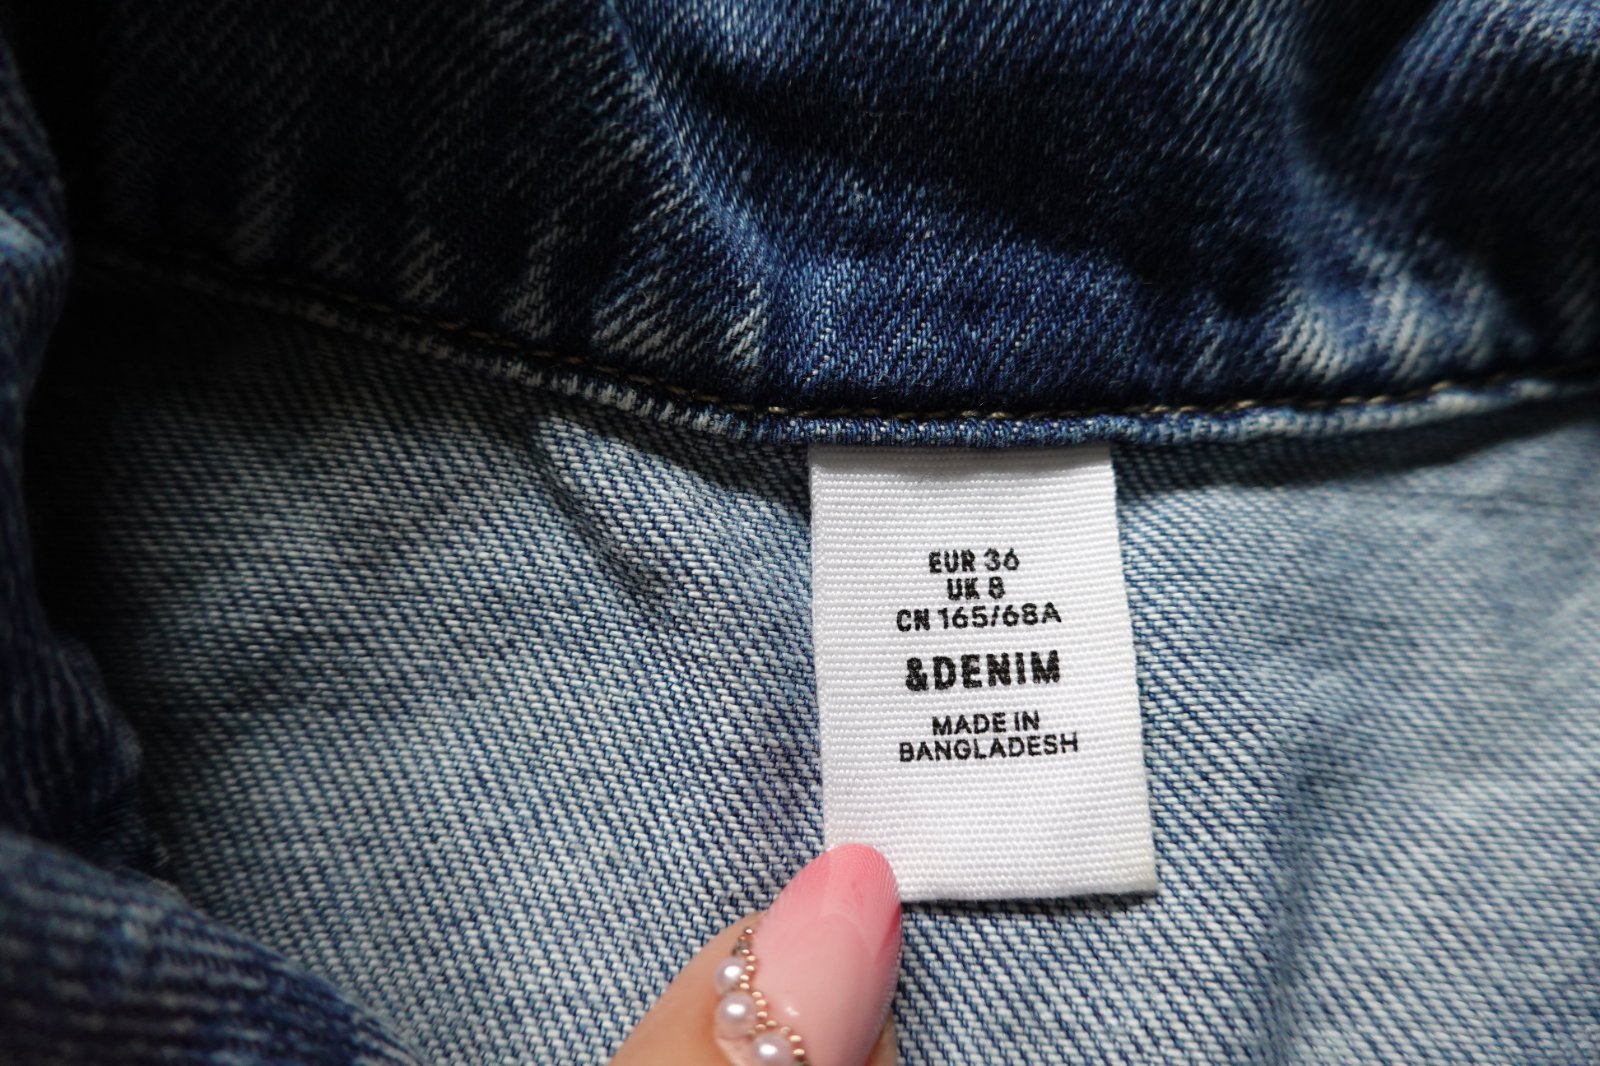 EUR 36
UK 8
CN 165/68A
&DENIM
MADE IN
BANGLADESH